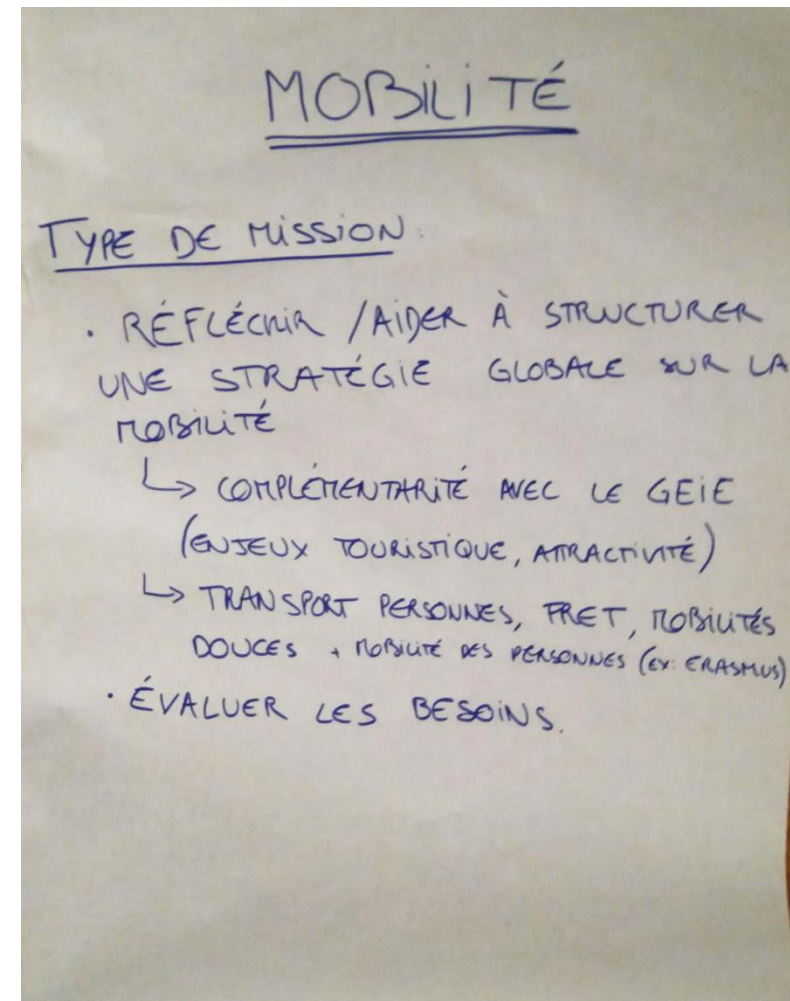 MOBILITÉ
TYPE DE MISSION:
· RÉFLÉCHIR / AIDER À STRUCTURER
UNE STRATÉGIE GLOBALE SUR LA
MOBILITÉ
↳ COMPLÉMENTARITÉ AVEC LE GEIE
(ENJEUX TOURISTIQUE, ATTRACTIVITÉ)
↳ TRANSPORT PERSONNES, FRET, MOBILITÉS
DOUCES + MOBILITÉ DES PERSONNES (EX: ERASMUS)
· ÉVALUER LES BESOINS.